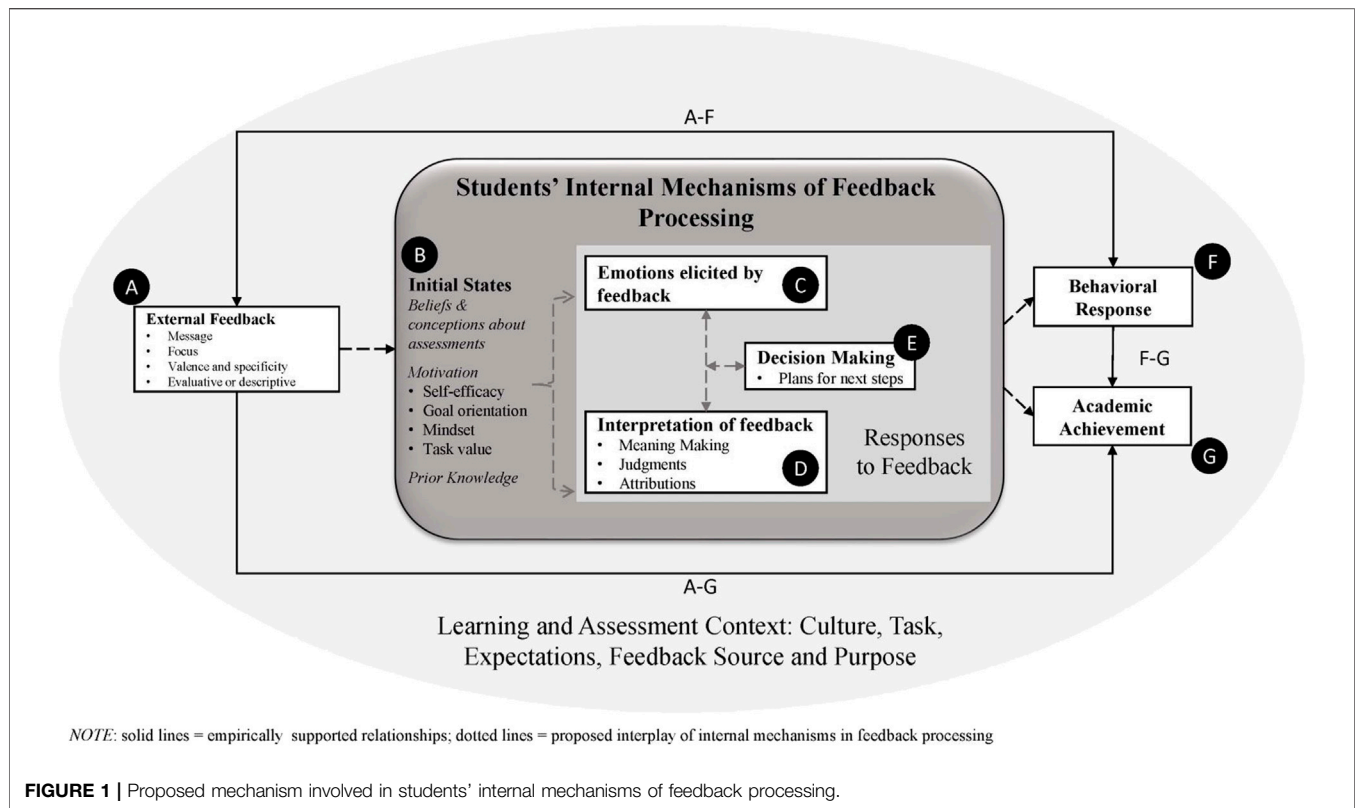 A-F
Students’ Internal Mechanisms of Feedback
Processing
A
External Feedback
• Message
• Focus
• Valence and specificity
• Evaluative or descriptive
B
Initial States
Beliefs &
conceptions about
assessments
Motivation
• Self-efficacy
• Goal orientation
• Mindset
• Task value
Prior Knowledge
Emotions elicited by
feedback
C
Decision Making
• Plans for next steps
E
Interpretation of feedback
• Meaning Making
• Judgments
• Attributions
D
Responses
to Feedback
F
Behavioral
Response
F-G
Academic
Achievement
G
A-G
Learning and Assessment Context: Culture, Task,
Expectations, Feedback Source and Purpose
NOTE: solid lines = empirically supported relationships; dotted lines = proposed interplay of internal mechanisms in feedback processing
FIGURE 1 | Proposed mechanism involved in students’ internal mechanisms of feedback processing.